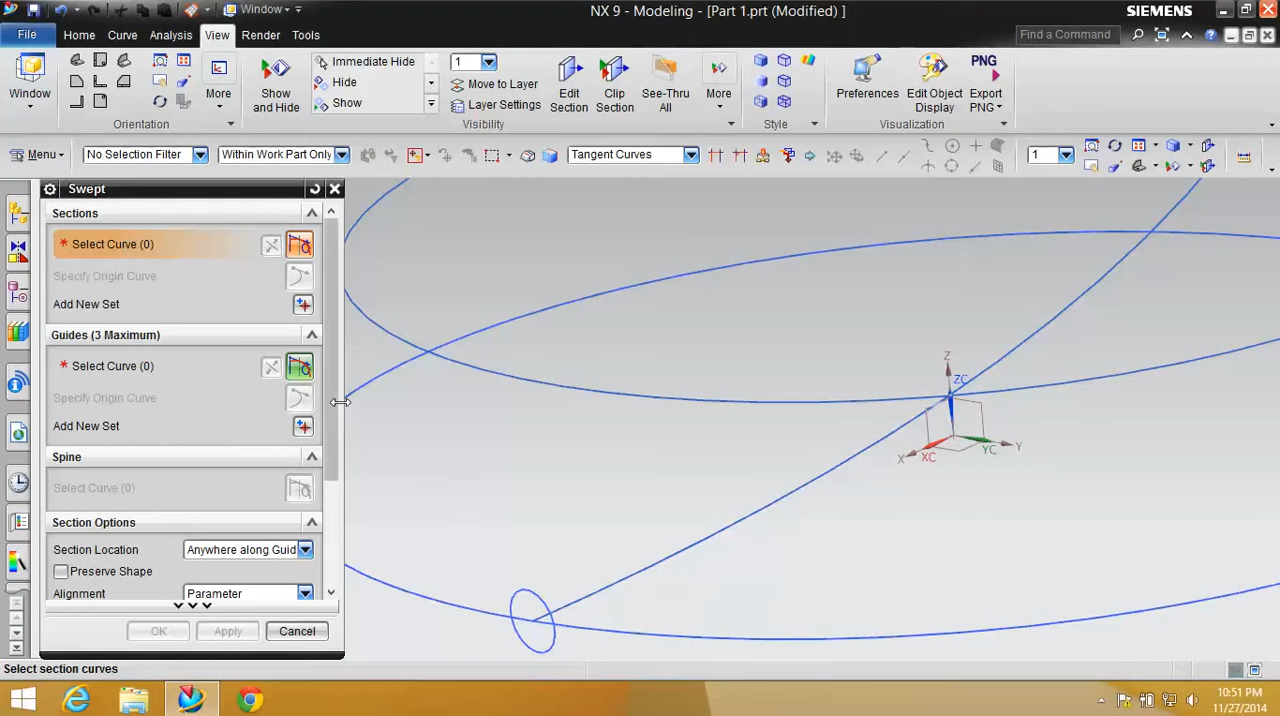 Window
NX 9 - Modeling - [Part 1.prt (Modified) ]
SIEMENS
File
Home
Curve
Analysis
View
Render
Tools
Find a Command
Window
More
Orientation
Show and Hide
Immediate Hide
Hide
Show
1
Move to Layer
Layer Settings
Visibility
Edit Section
Clip Section
See-Thru All
More
Style
Preferences
Edit Object Display
Export PNG
Visualization
Menu
No Selection Filter
Within Work Part Only
Tangent Curves
1
Swept
Sections
* Select Curve (0)
Specify Origin Curve
Add New Set
Guides (3 Maximum)
* Select Curve (0)
Specify Origin Curve
Add New Set
Spine
Select Curve (0)
Section Options
Section Location
Anywhere along Guid
Preserve Shape
Alignment
Parameter
OK
Apply
Cancel
Z
ZC
X
XC
YC
Y
Select section curves
10:51 PM
11/27/2014